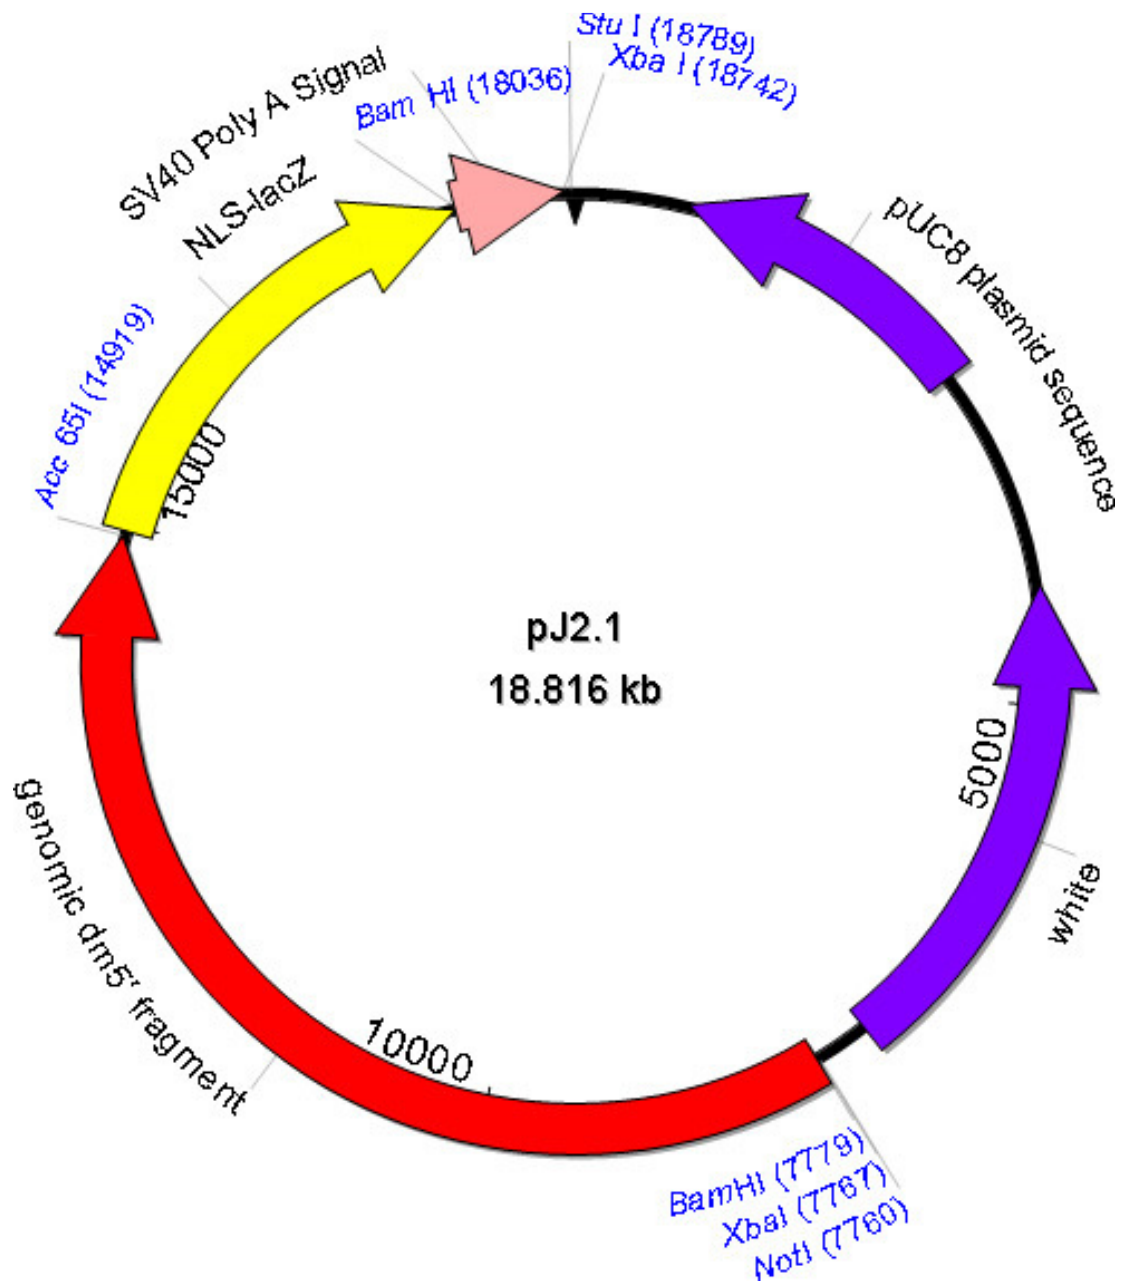 Stu I (18789)
Xba I (18742)
Bam HI (18036)
SV40 Poly A Signal
NLS-lacZ
pUC8 plasmid sequence
Acc 65I (14919)
15000
pJ2.1
18.816 kb
5000
white
genomic dm5' fragment
10000
BamHI (7779)
XbaI (7767)
NotI (7760)